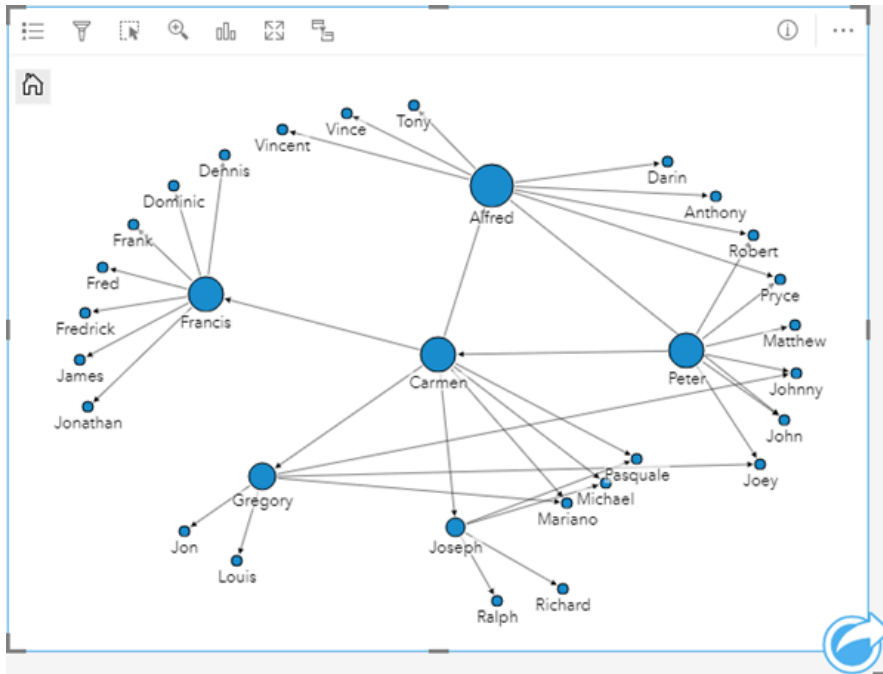 Tony
Vince
Vincent
Dennis
Darin
Dominic
Anthony
Alfred
Frank
Robert
Fred
Pryce
Francis
Fredrick
Matthew
James
Carmen
Peter
Johnny
Jonathan
John
Pasquale
Joey
Gregory
Michael
Mariano
Jon
Joseph
Louis
Richard
Ralph